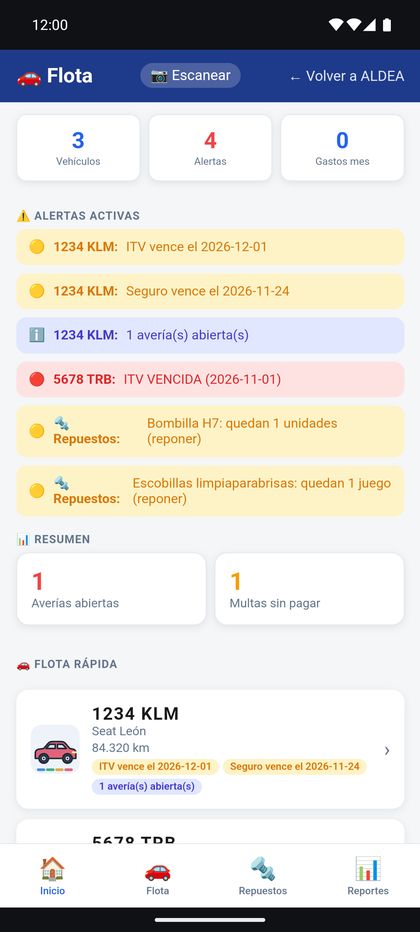 12:00
🚗 Flota
📷 Escanear
← Volver a ALDEA
3
Vehículos
4
Alertas
0
Gastos mes
⚠️ ALERTAS ACTIVAS
1234 KLM: ITV vence el 2026-12-01
1234 KLM: Seguro vence el 2026-11-24
1234 KLM: 1 avería(s) abierta(s)
5678 TRB: ITV VENCIDA (2026-11-01)
🔩 Repuestos: Bombilla H7: quedan 1 unidades
(reponer)
🔩 Repuestos: Escobillas limpiaparabrisas: quedan 1 juego
(reponer)
📊 RESUMEN
1
Averías abiertas
1
Multas sin pagar
🚗 FLOTA RÁPIDA
1234 KLM
Seat León
84.320 km
ITV vence el 2026-12-01 Seguro vence el 2026-11-24
1 avería(s) abierta(s)
›
5678 TRB
Inicio
Flota
Repuestos
Reportes